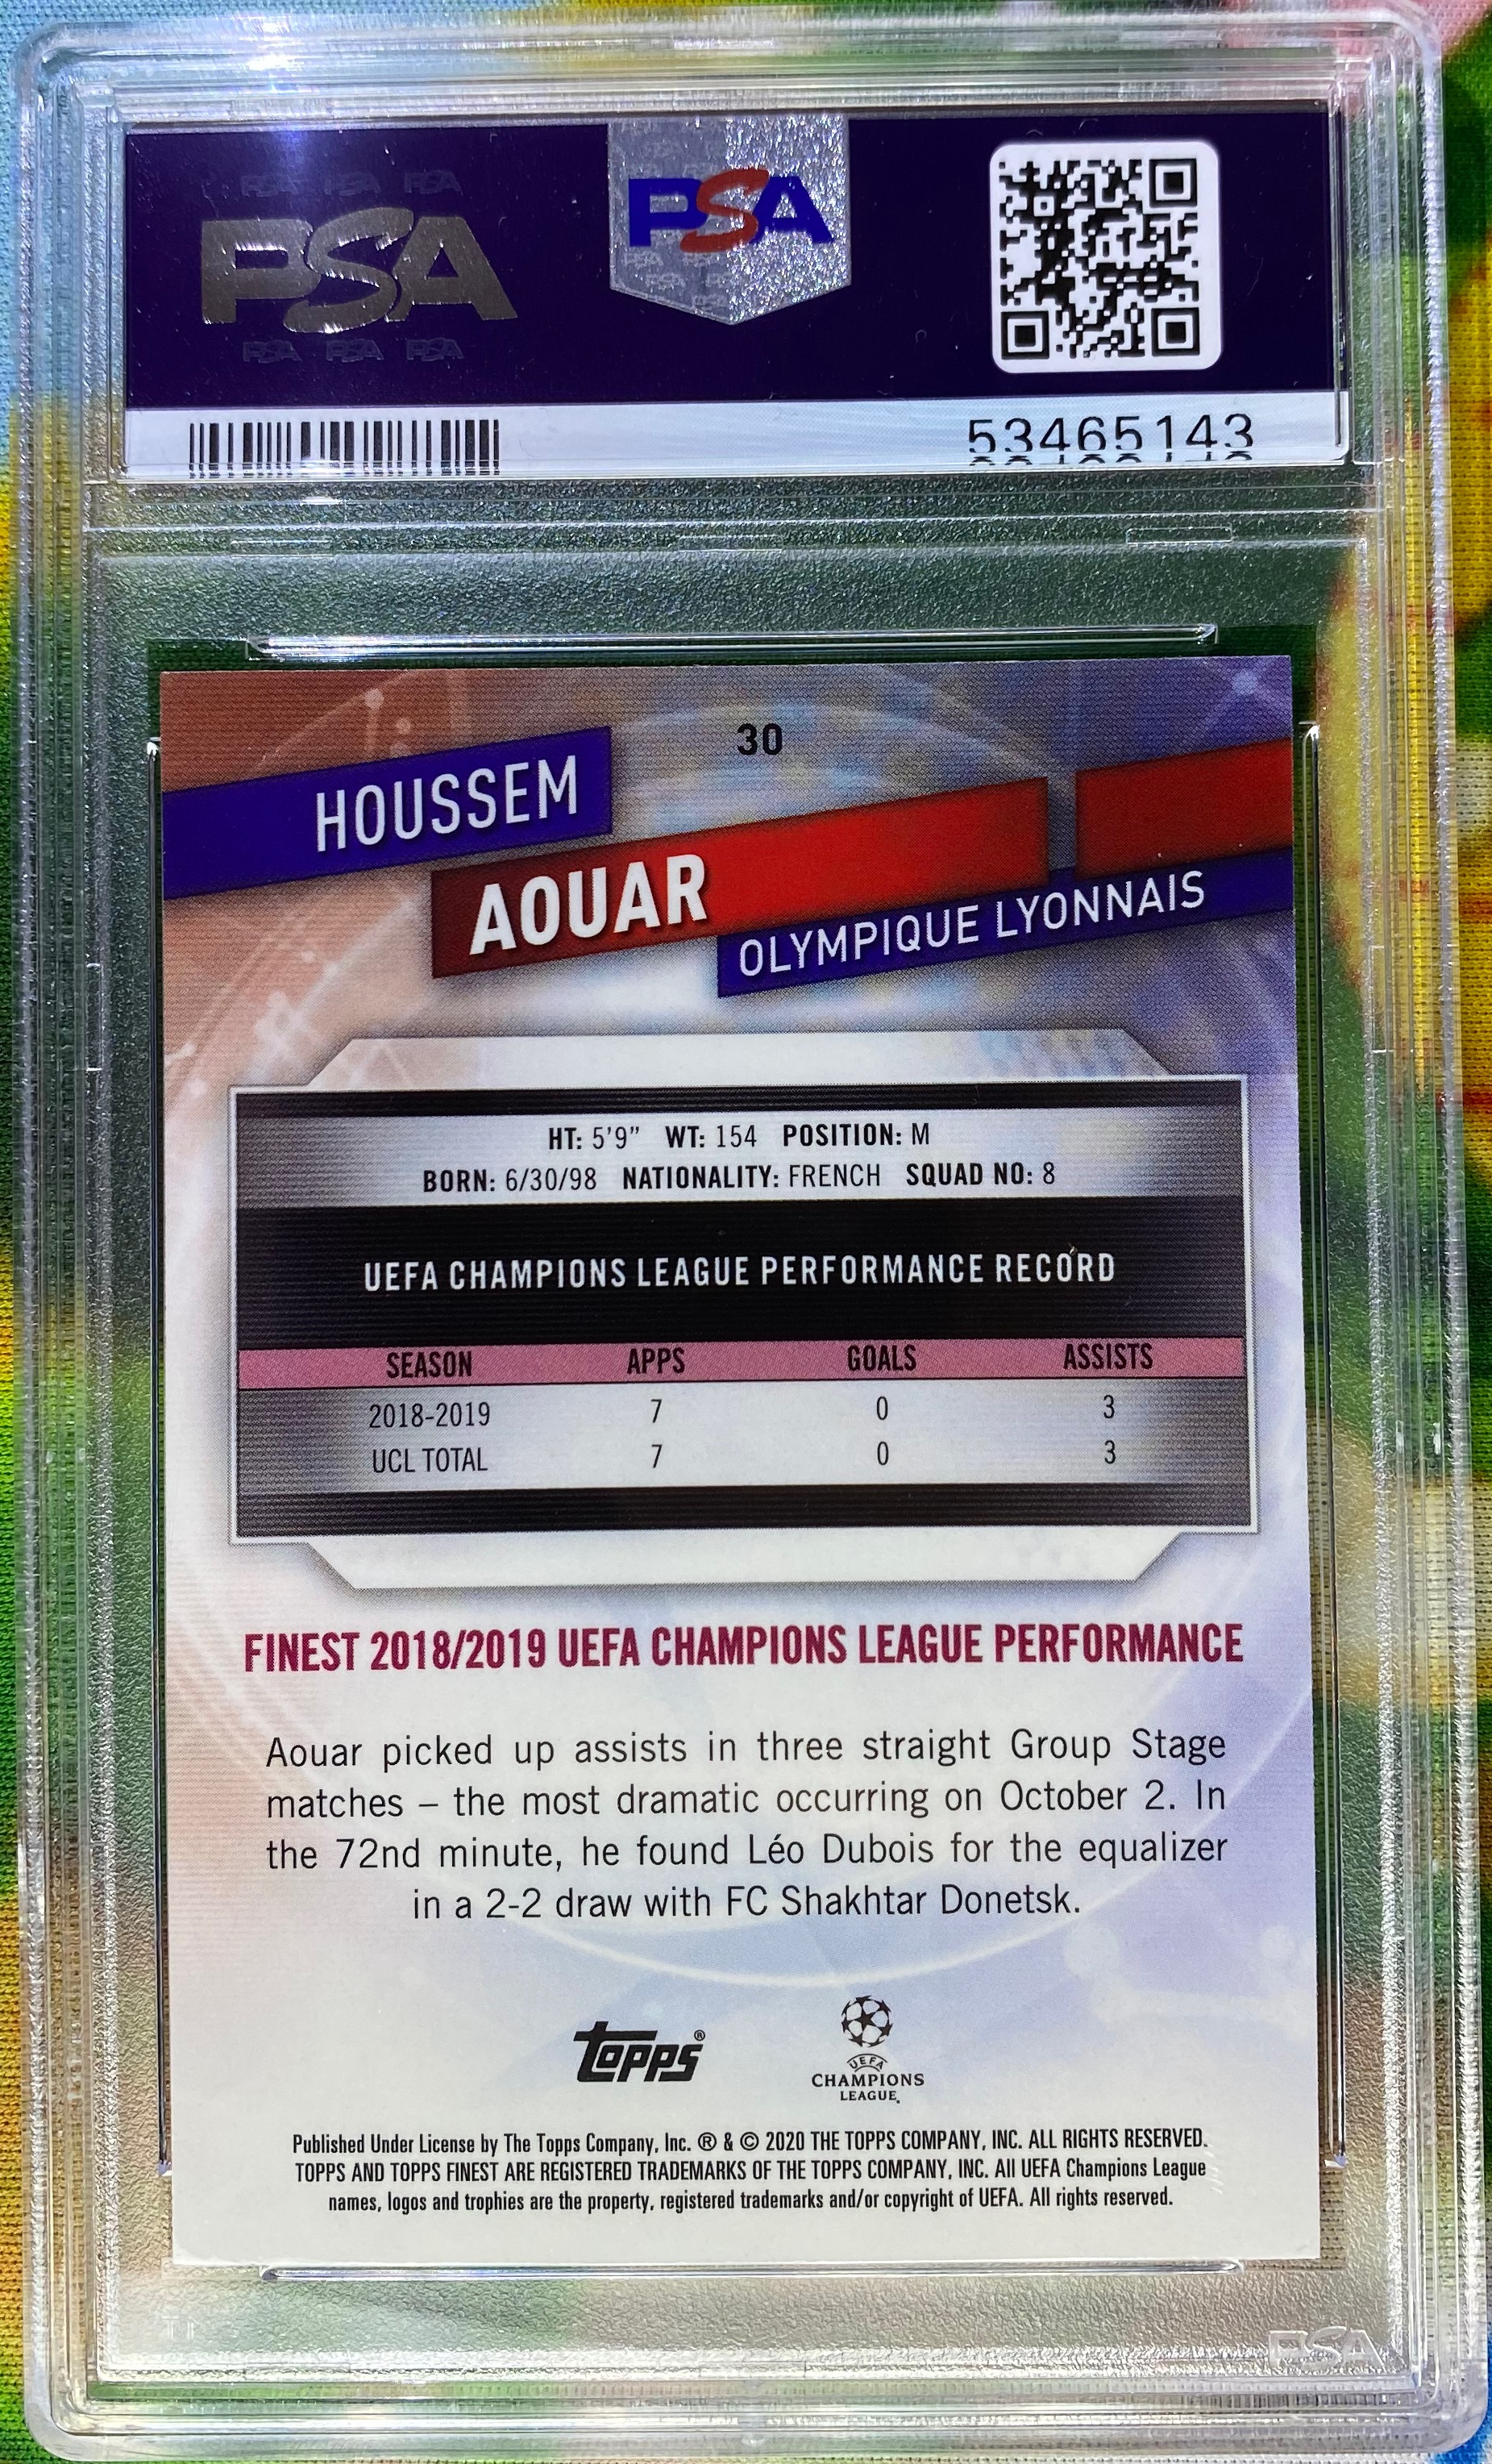 PSA PSA PSA
PSA
PSA PSA PSA
PSA
53465143
30
HOUSSEM
AOUAR
OLYMPIQUE LYONNAIS
HT: 5'9" WT: 154 POSITION: M
BORN: 6/30/98 NATIONALITY: FRENCH SQUAD NO: 8
UEFA CHAMPIONS LEAGUE PERFORMANCE RECORD
SEASON APPS GOALS ASSISTS
2018-2019 7 0 3
UCL TOTAL 7 0 3
FINEST 2018/2019 UEFA CHAMPIONS LEAGUE PERFORMANCE
Aouar picked up assists in three straight Group Stage
matches – the most dramatic occurring on October 2. In
the 72nd minute, he found Léo Dubois for the equalizer
in a 2-2 draw with FC Shakhtar Donetsk.
Topps®
UEFA
CHAMPIONS
LEAGUE.
Published Under License by The Topps Company, Inc. ® & © 2020 THE TOPPS COMPANY, INC. ALL RIGHTS RESERVED.
TOPPS AND TOPPS FINEST ARE REGISTERED TRADEMARKS OF THE TOPPS COMPANY, INC. All UEFA Champions League
names, logos and trophies are the property, registered trademarks and/or copyright of UEFA. All rights reserved.
PSA